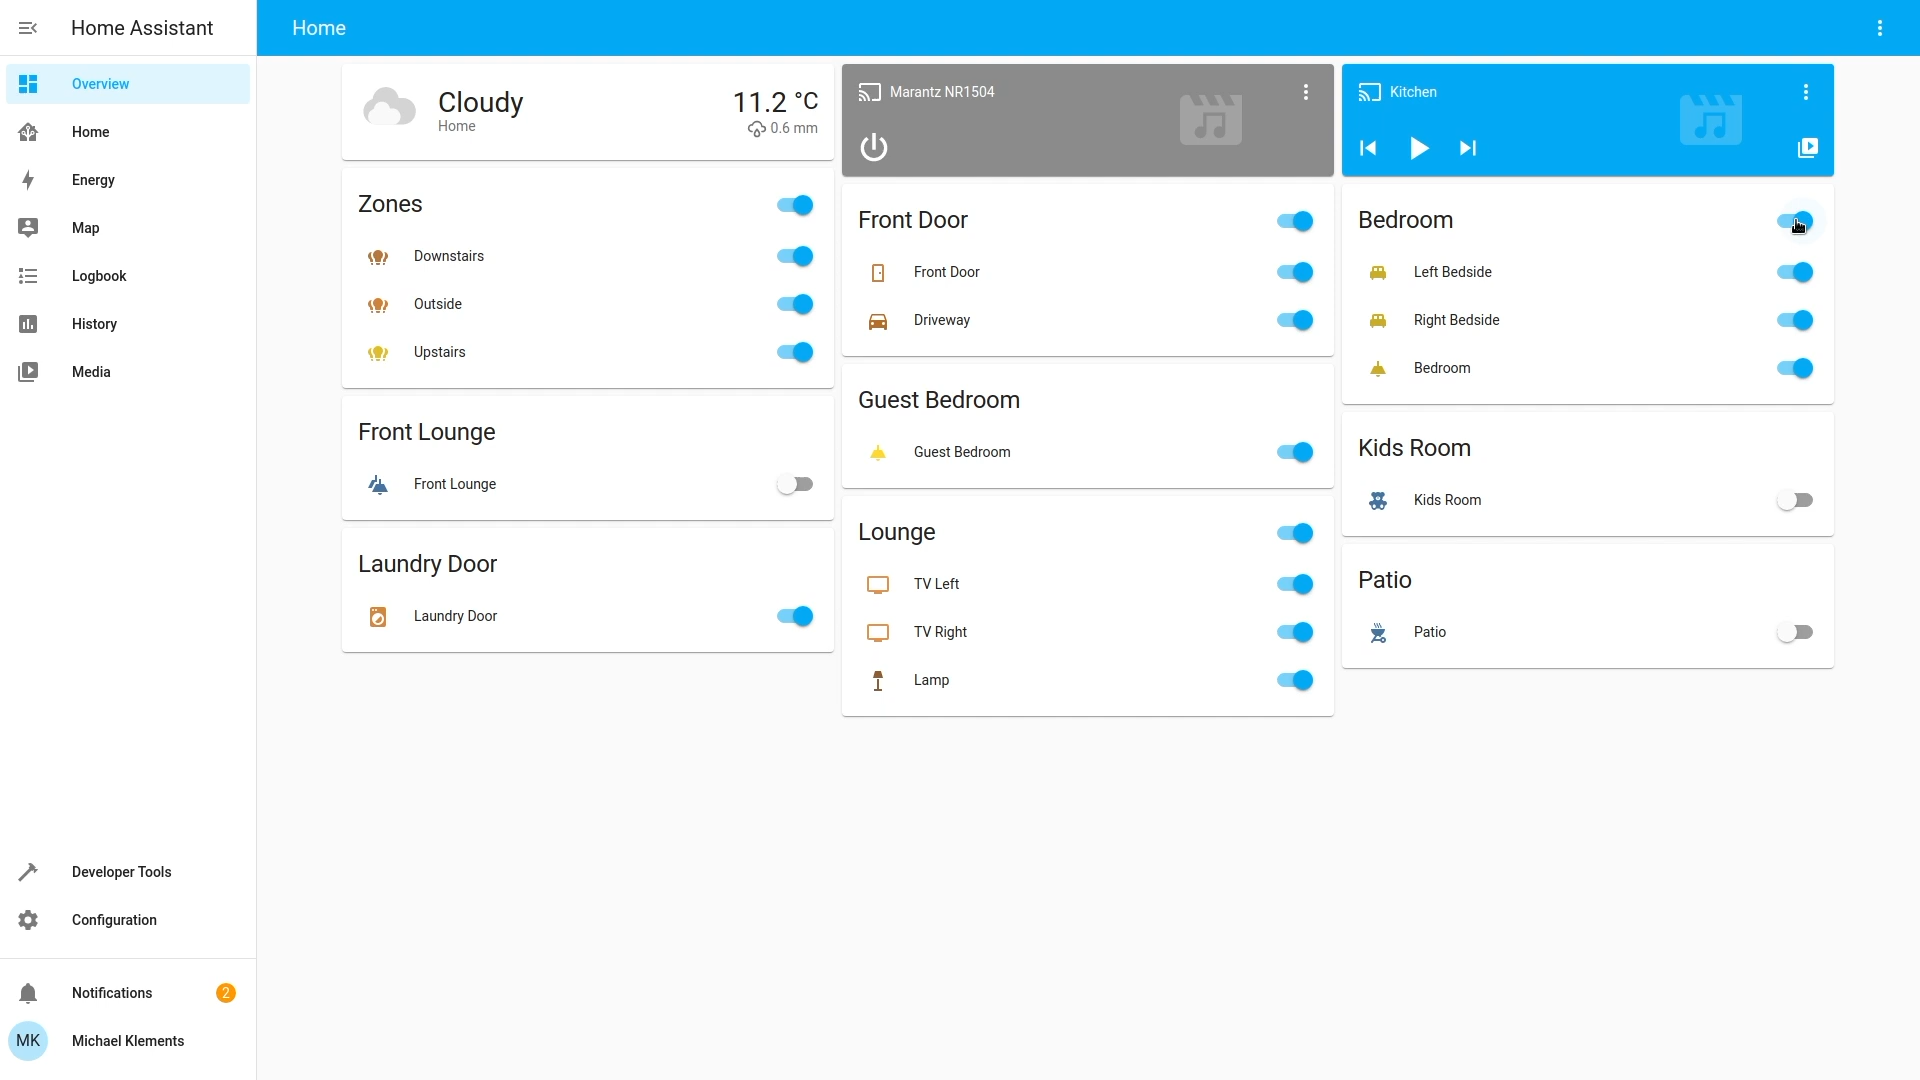 Home Assistant
Overview
Home
Energy
Map
Logbook
History
Media
Developer Tools
Configuration
Notifications
2
MK
Michael Klements
Home
Cloudy
Home
11.2 °C
0.6 mm
Zones
Downstairs
Outside
Upstairs
Front Lounge
Front Lounge
Laundry Door
Laundry Door
Marantz NR1504
Front Door
Front Door
Driveway
Guest Bedroom
Guest Bedroom
Lounge
TV Left
TV Right
Lamp
Kitchen
Bedroom
Left Bedside
Right Bedside
Bedroom
Kids Room
Kids Room
Patio
Patio